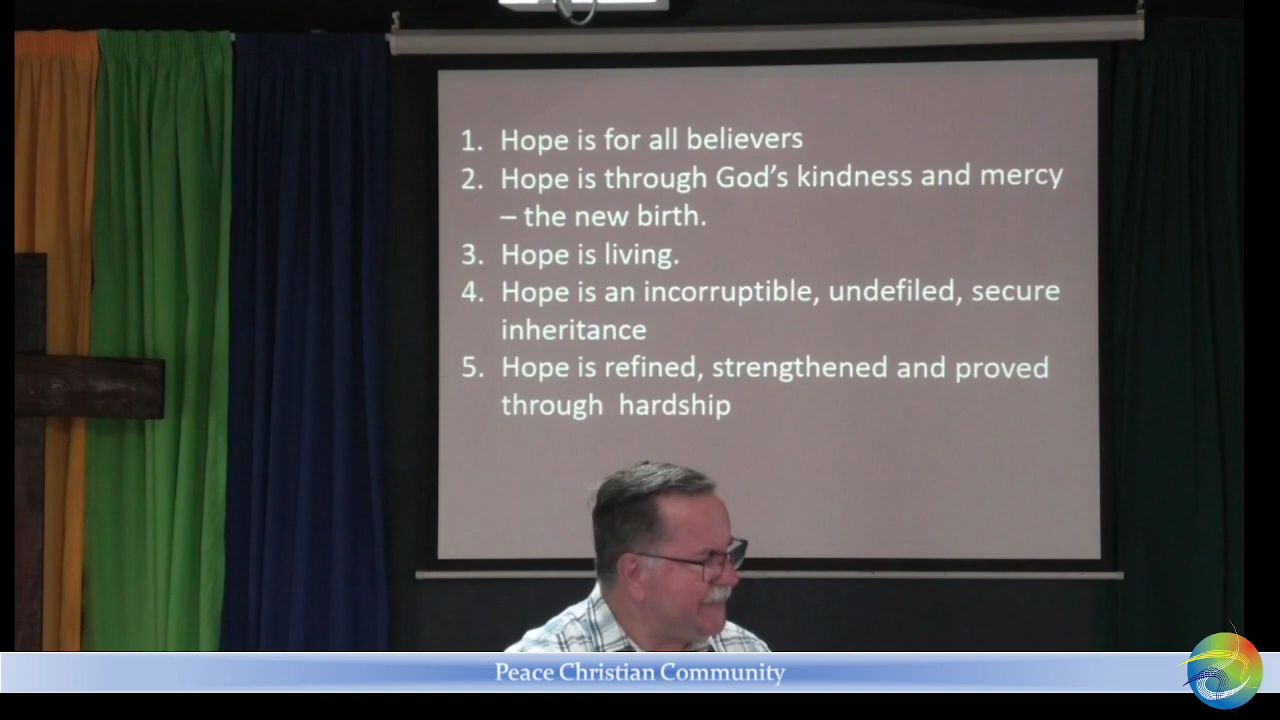 1. Hope is for all believers
2. Hope is through God's kindness and mercy
– the new birth.
3. Hope is living.
4. Hope is an incorruptible, undefiled, secure
inheritance
5. Hope is refined, strengthened and proved
through hardship
Peace Christian Community